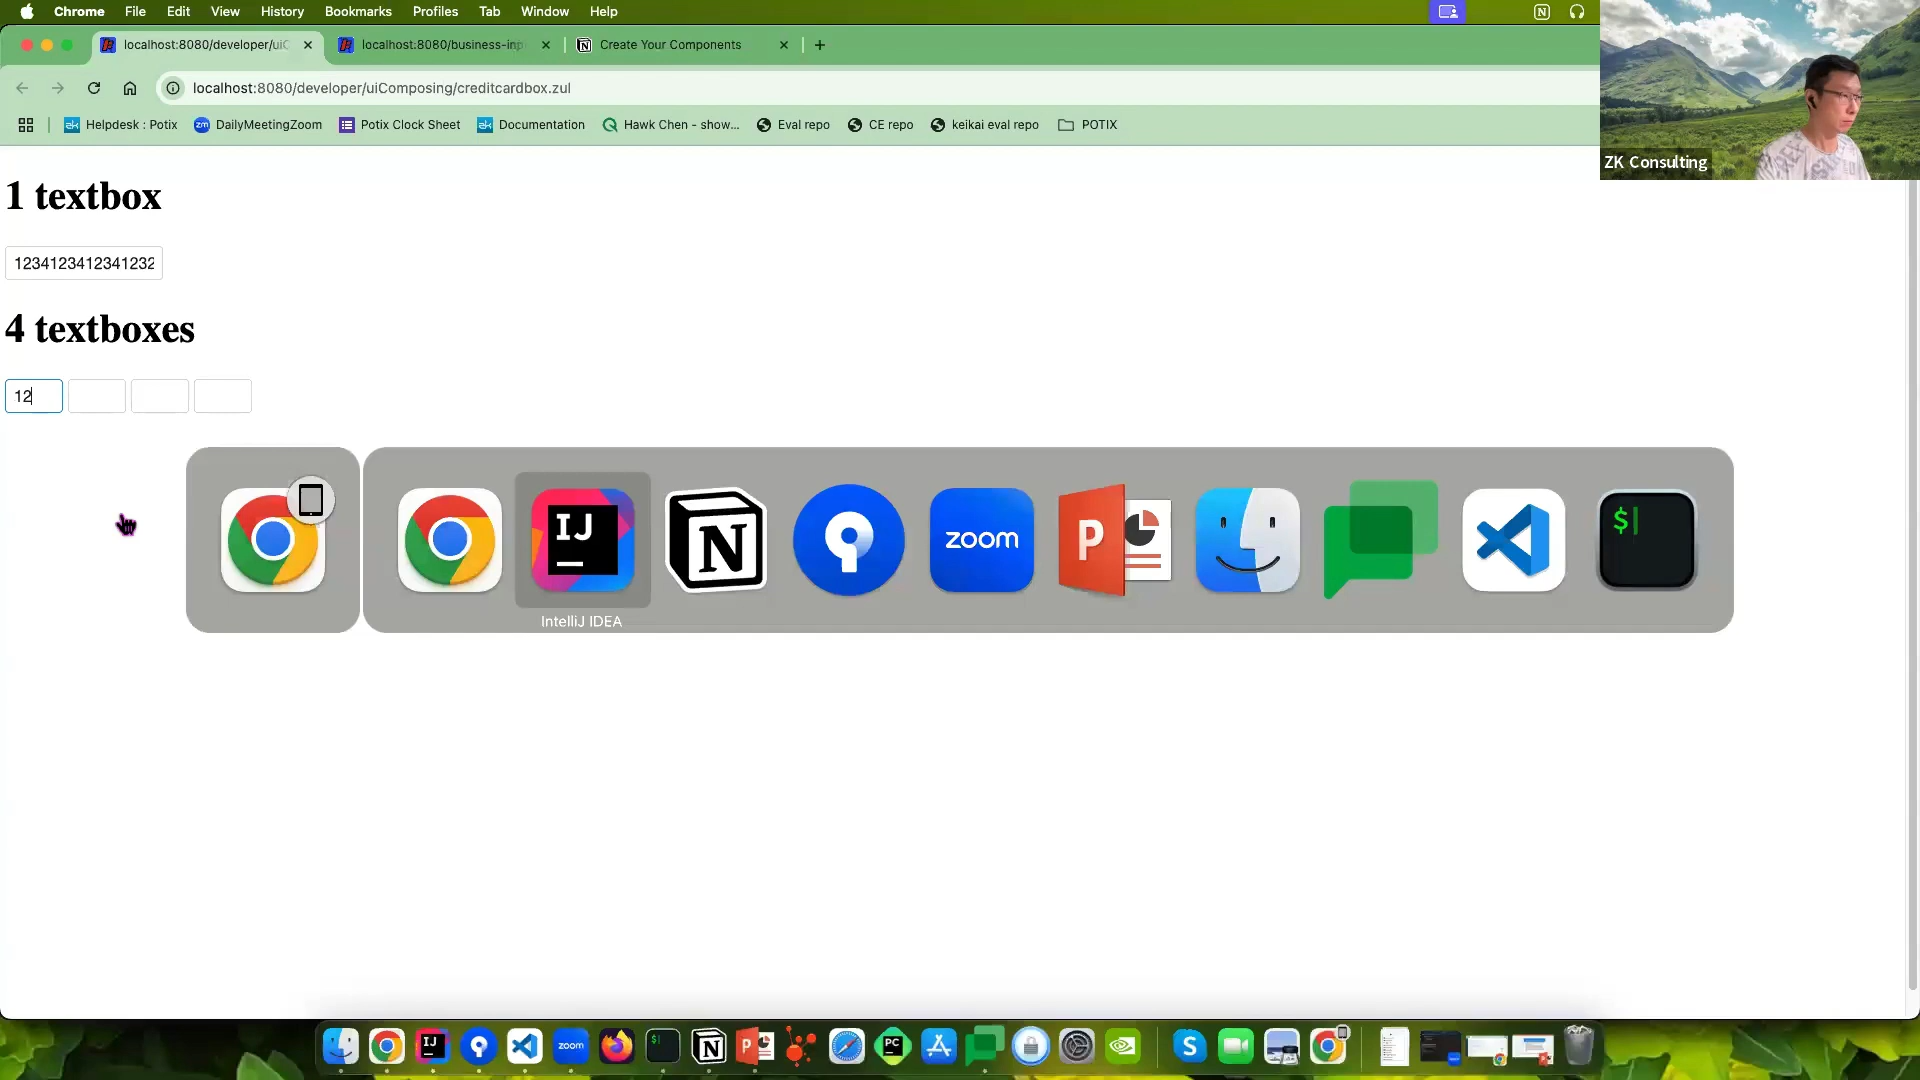 Chrome File Edit View History Bookmarks Profiles Tab Window Help
localhost:8080/developer/uiC
localhost:8080/business-inp
Create Your Components
localhost:8080/developer/uiComposing/creditcardbox.zul
Helpdesk : Potix
DailyMeetingZoom
Potix Clock Sheet
Documentation
Hawk Chen - show...
Eval repo
CE repo
keikai eval repo
POTIX
ZK Consulting
1 textbox
1234123412341232
4 textboxes
12
IJ
N
zoom
P
$
IntelliJ IDEA
IJ
zoom
$
N
P
PC
S